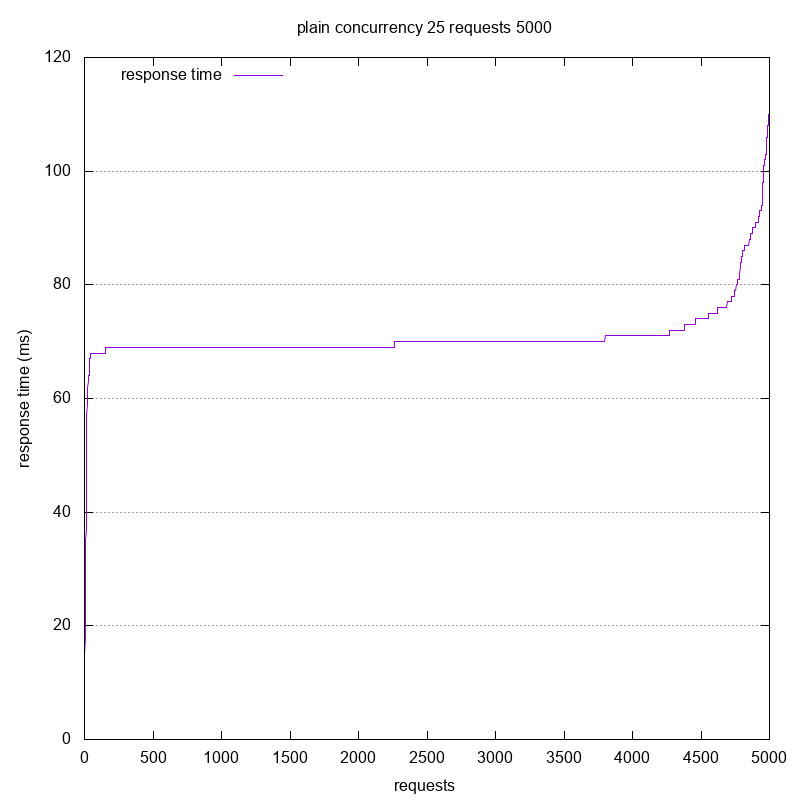 plain concurrency 25 requests 5000
120
response time
100
80
60
40
20
0
response time (ms)
0 500 1000 1500 2000 2500 3000 3500 4000 4500 5000
requests